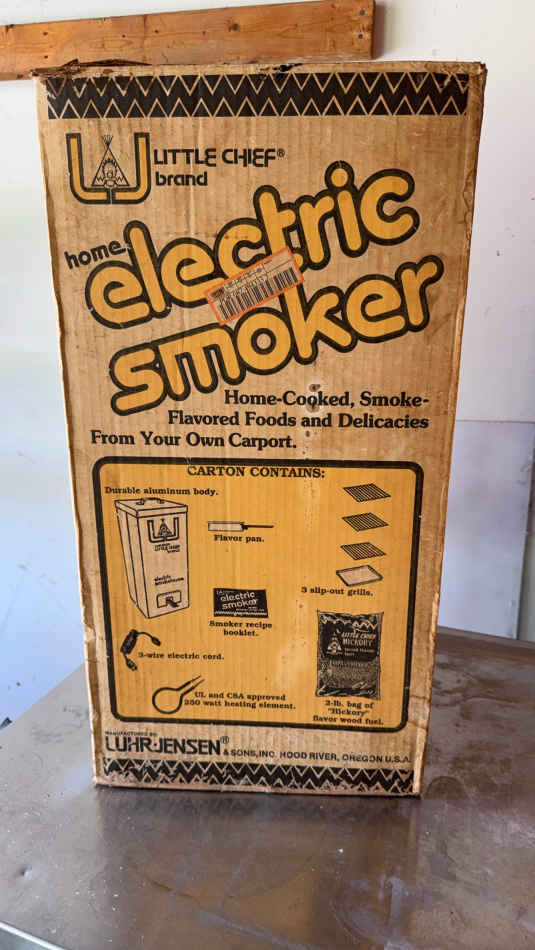 LITTLE CHIEF®
brand
home
electric
smoker
Home-Cooked, Smoke-
Flavored Foods and Delicacies
From Your Own Carport.
CARTON CONTAINS:
Durable aluminum body.
Flavor pan.
3 slip-out grills.
electric
smoker
Smoker recipe
booklet.
LITTLE CHIEF
HICKORY
3-wire electric cord.
UL and CSA approved
250 watt heating element.
2-lb. bag of
"Hickory"
flavor wood fuel.
MANUFACTURED BY
LUHR JENSEN® & SONS, INC. HOOD RIVER, OREGON U.S.A.